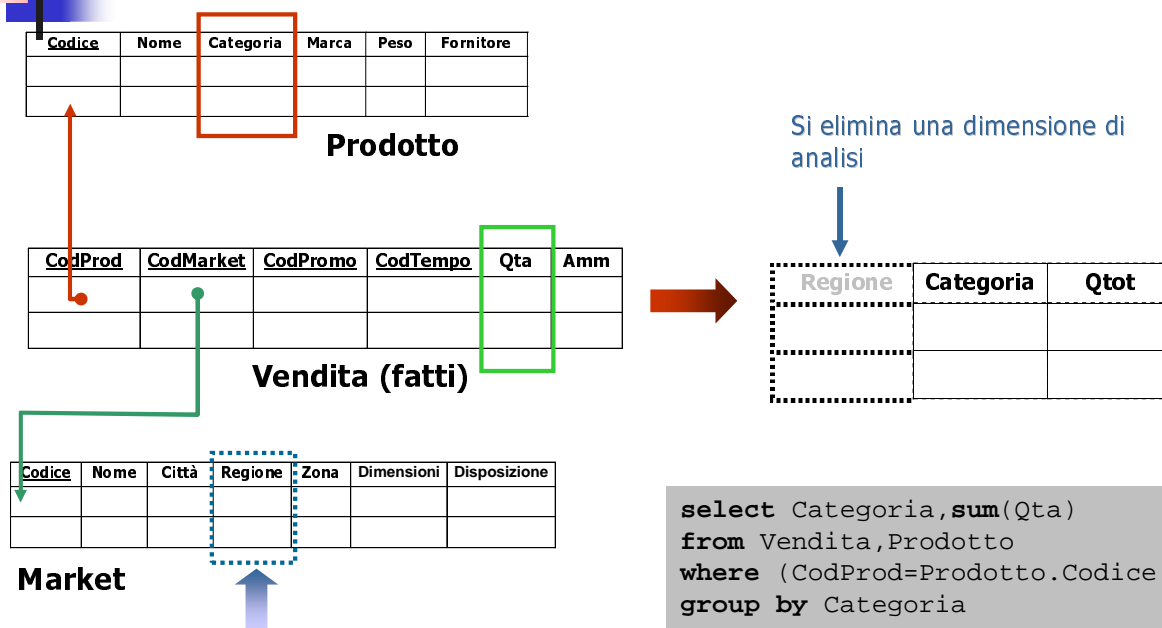 Codice Nome Categoria Marca Peso Fornitore
Prodotto
Si elimina una dimensione di
analisi
CodProd CodMarket CodPromo CodTempo Qta Amm
Vendita (fatti)
Regione Categoria Qtot
Codice Nome Città Regione Zona Dimensioni Disposizione
Market
select Categoria,sum(Qta)
from Vendita,Prodotto
where (CodProd=Prodotto.Codice
group by Categoria